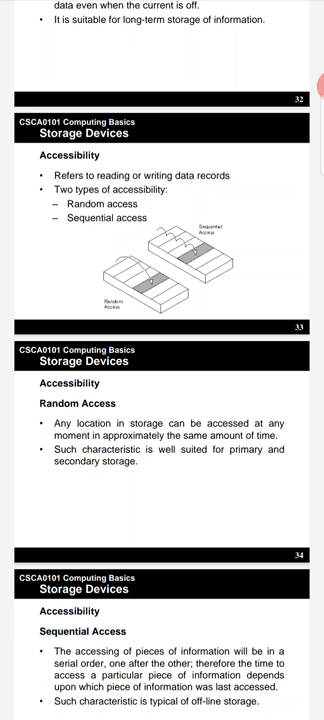 data even when the current is off.
• It is suitable for long-term storage of information.
32
CSCA0101 Computing Basics
Storage Devices
Accessibility
• Refers to reading or writing data records
• Two types of accessibility:
– Random access
– Sequential access
Sequential
Access
Random
Access
33
CSCA0101 Computing Basics
Storage Devices
Accessibility
Random Access
• Any location in storage can be accessed at any
moment in approximately the same amount of time.
• Such characteristic is well suited for primary and
secondary storage.
34
CSCA0101 Computing Basics
Storage Devices
Accessibility
Sequential Access
• The accessing of pieces of information will be in a
serial order, one after the other; therefore the time to
access a particular piece of information depends
upon which piece of information was last accessed.
• Such characteristic is typical of off-line storage.